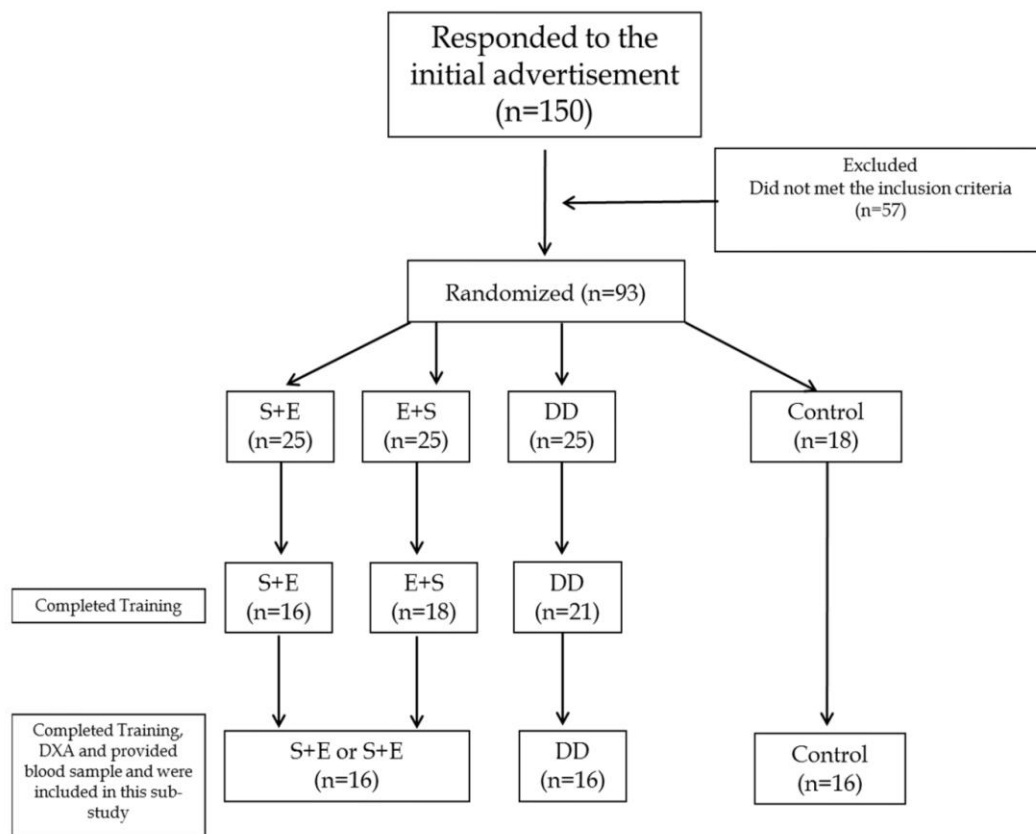 Responded to the
initial advertisement
(n=150)
Excluded
Did not met the inclusion criteria
(n=57)
Randomized (n=93)
S+E
(n=25)
E+S
(n=25)
DD
(n=25)
Control
(n=18)
Completed Training
S+E
(n=16)
E+S
(n=18)
DD
(n=21)
Completed Training,
DXA and provided
blood sample and were
included in this sub-
study
S+E or S+E
(n=16)
DD
(n=16)
Control
(n=16)